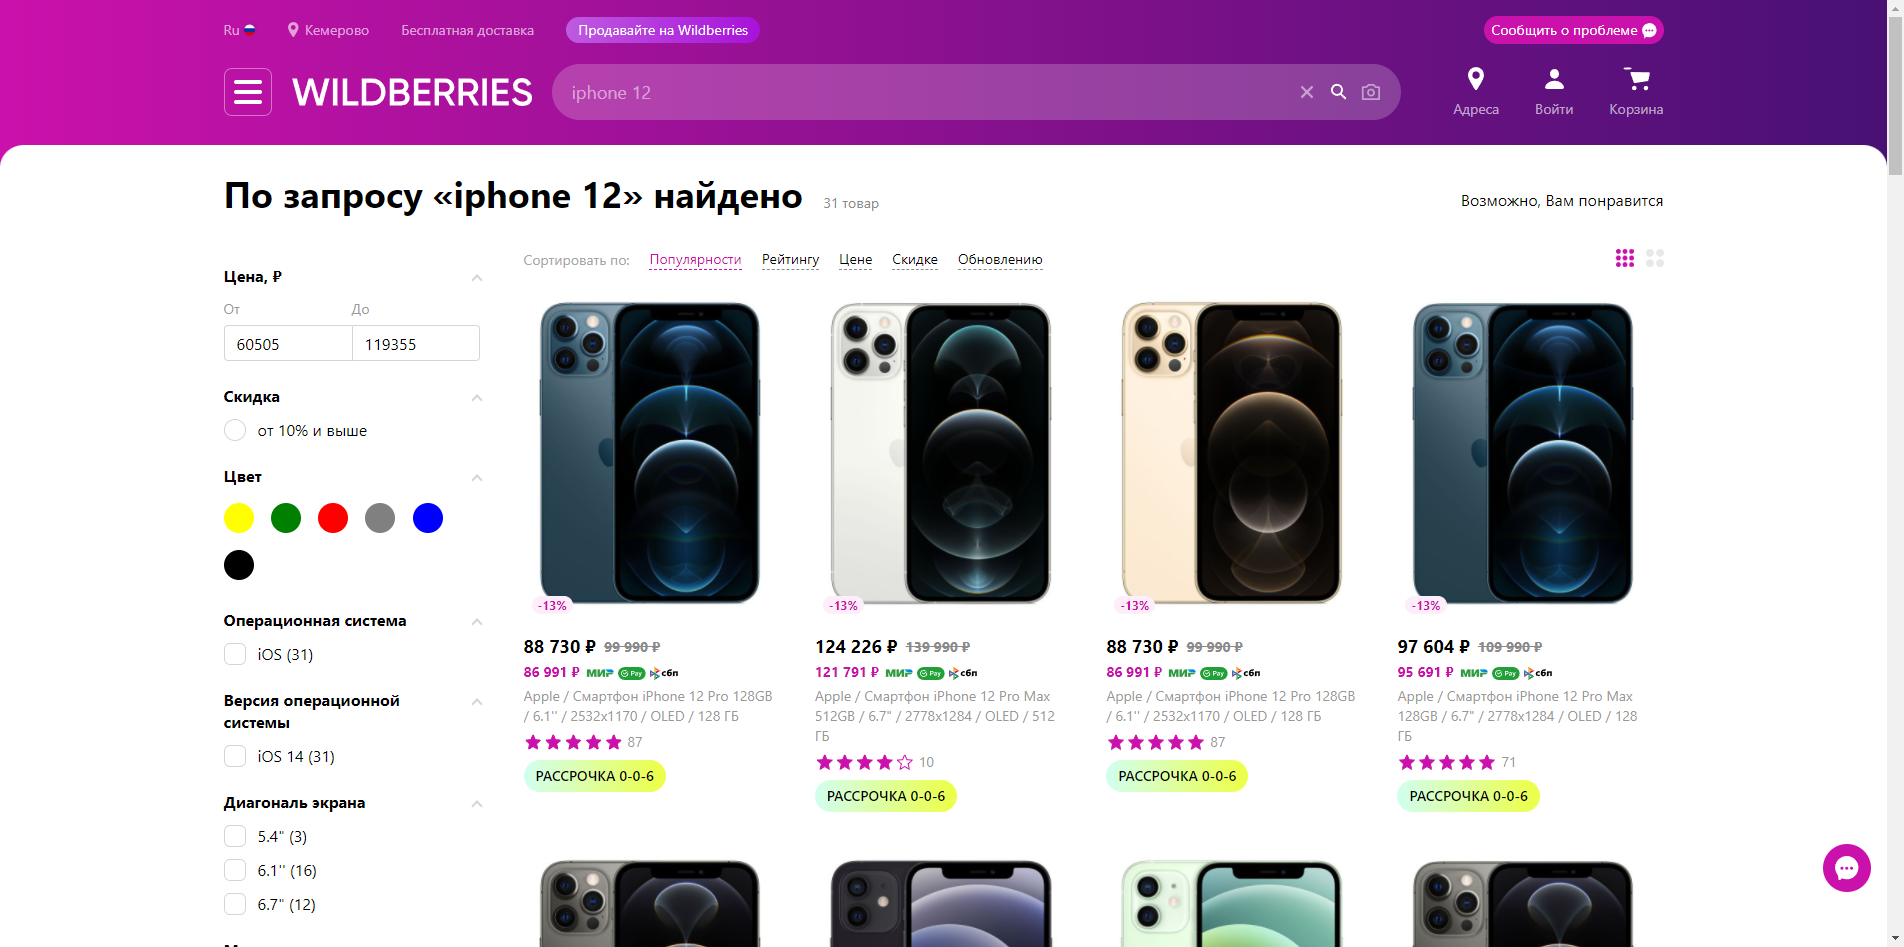 Ru
Кемерово
Бесплатная доставка
Продавайте на Wildberries
Сообщить о проблеме
WILDBERRIES
iphone 12
Адреса
Войти
Корзина
По запросу «iphone 12» найдено
31 товар
Возможно, Вам понравится
Сортировать по:
Популярности
Рейтингу
Цене
Скидке
Обновлению
Цена, ₽
От
До
60505
119355
Скидка
от 10% и выше
Цвет
Операционная система
iOS (31)
Версия операционной
системы
iOS 14 (31)
Диагональ экрана
5.4" (3)
6.1'' (16)
6.7" (12)
-13%
88 730 ₽ 99 990 ₽
86 991 ₽ МИР Pay сбп
Apple / Смартфон iPhone 12 Pro 128GB
/ 6.1'' / 2532x1170 / OLED / 128 ГБ
87
РАССРОЧКА 0-0-6
-13%
124 226 ₽ 139 990 ₽
121 791 ₽ МИР Pay сбп
Apple / Смартфон iPhone 12 Pro Max
512GB / 6.7" / 2778x1284 / OLED / 512
ГБ
10
РАССРОЧКА 0-0-6
-13%
88 730 ₽ 99 990 ₽
86 991 ₽ МИР Pay сбп
Apple / Смартфон iPhone 12 Pro 128GB
/ 6.1'' / 2532x1170 / OLED / 128 ГБ
87
РАССРОЧКА 0-0-6
-13%
97 604 ₽ 109 990 ₽
95 691 ₽ МИР Pay сбп
Apple / Смартфон iPhone 12 Pro Max
128GB / 6.7" / 2778x1284 / OLED / 128
ГБ
71
РАССРОЧКА 0-0-6